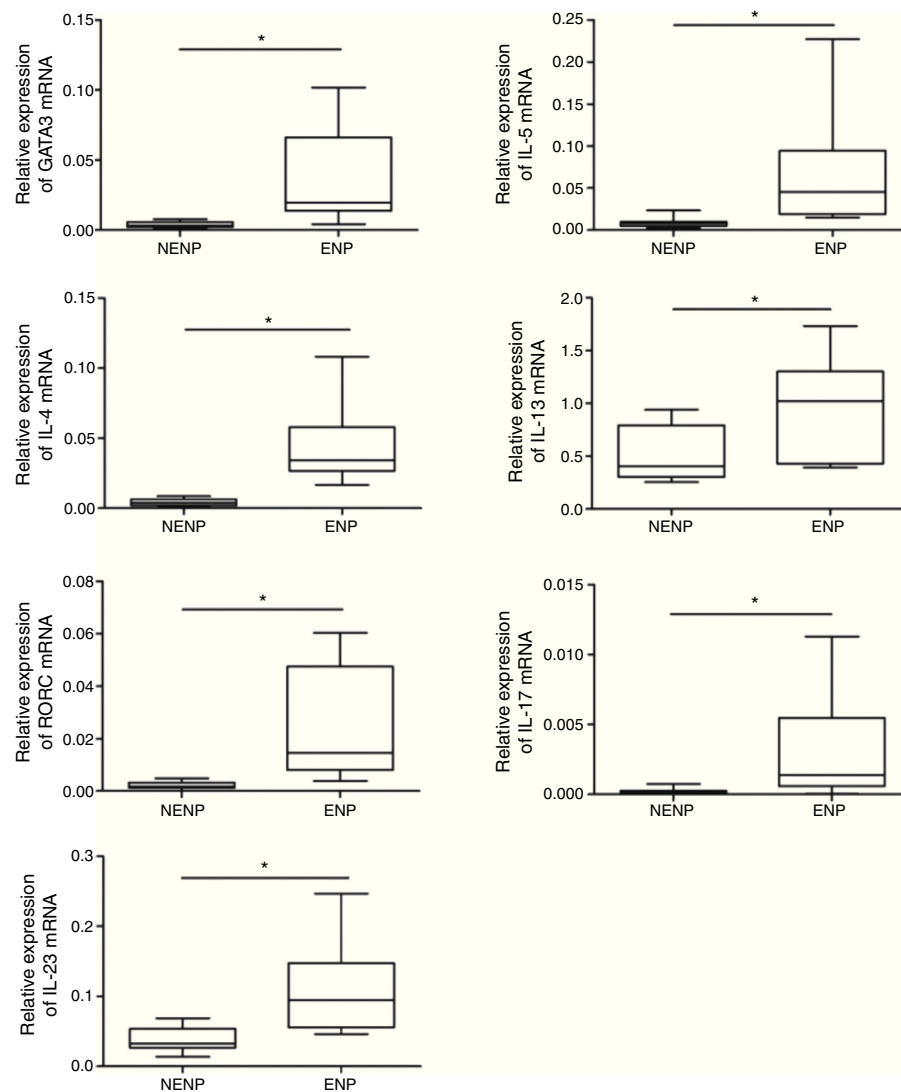 Relative expression
of GATA3 mRNA
0.15
0.10
0.05
0.00
*
NENP
ENP
Relative expression
of IL-5 mRNA
0.25
0.20
0.15
0.10
0.05
0.00
*
NENP
ENP
Relative expression
of IL-4 mRNA
0.15
0.10
0.05
0.00
*
NENP
ENP
Relative expression
of IL-13 mRNA
2.0
1.5
1.0
0.5
0.0
*
NENP
ENP
Relative expression
of RORC mRNA
0.08
0.06
0.04
0.02
0.00
*
NENP
ENP
Relative expression
of IL-17 mRNA
0.015
0.010
0.005
0.000
*
NENP
ENP
Relative expression
of IL-23 mRNA
0.3
0.2
0.1
0.0
*
NENP
ENP